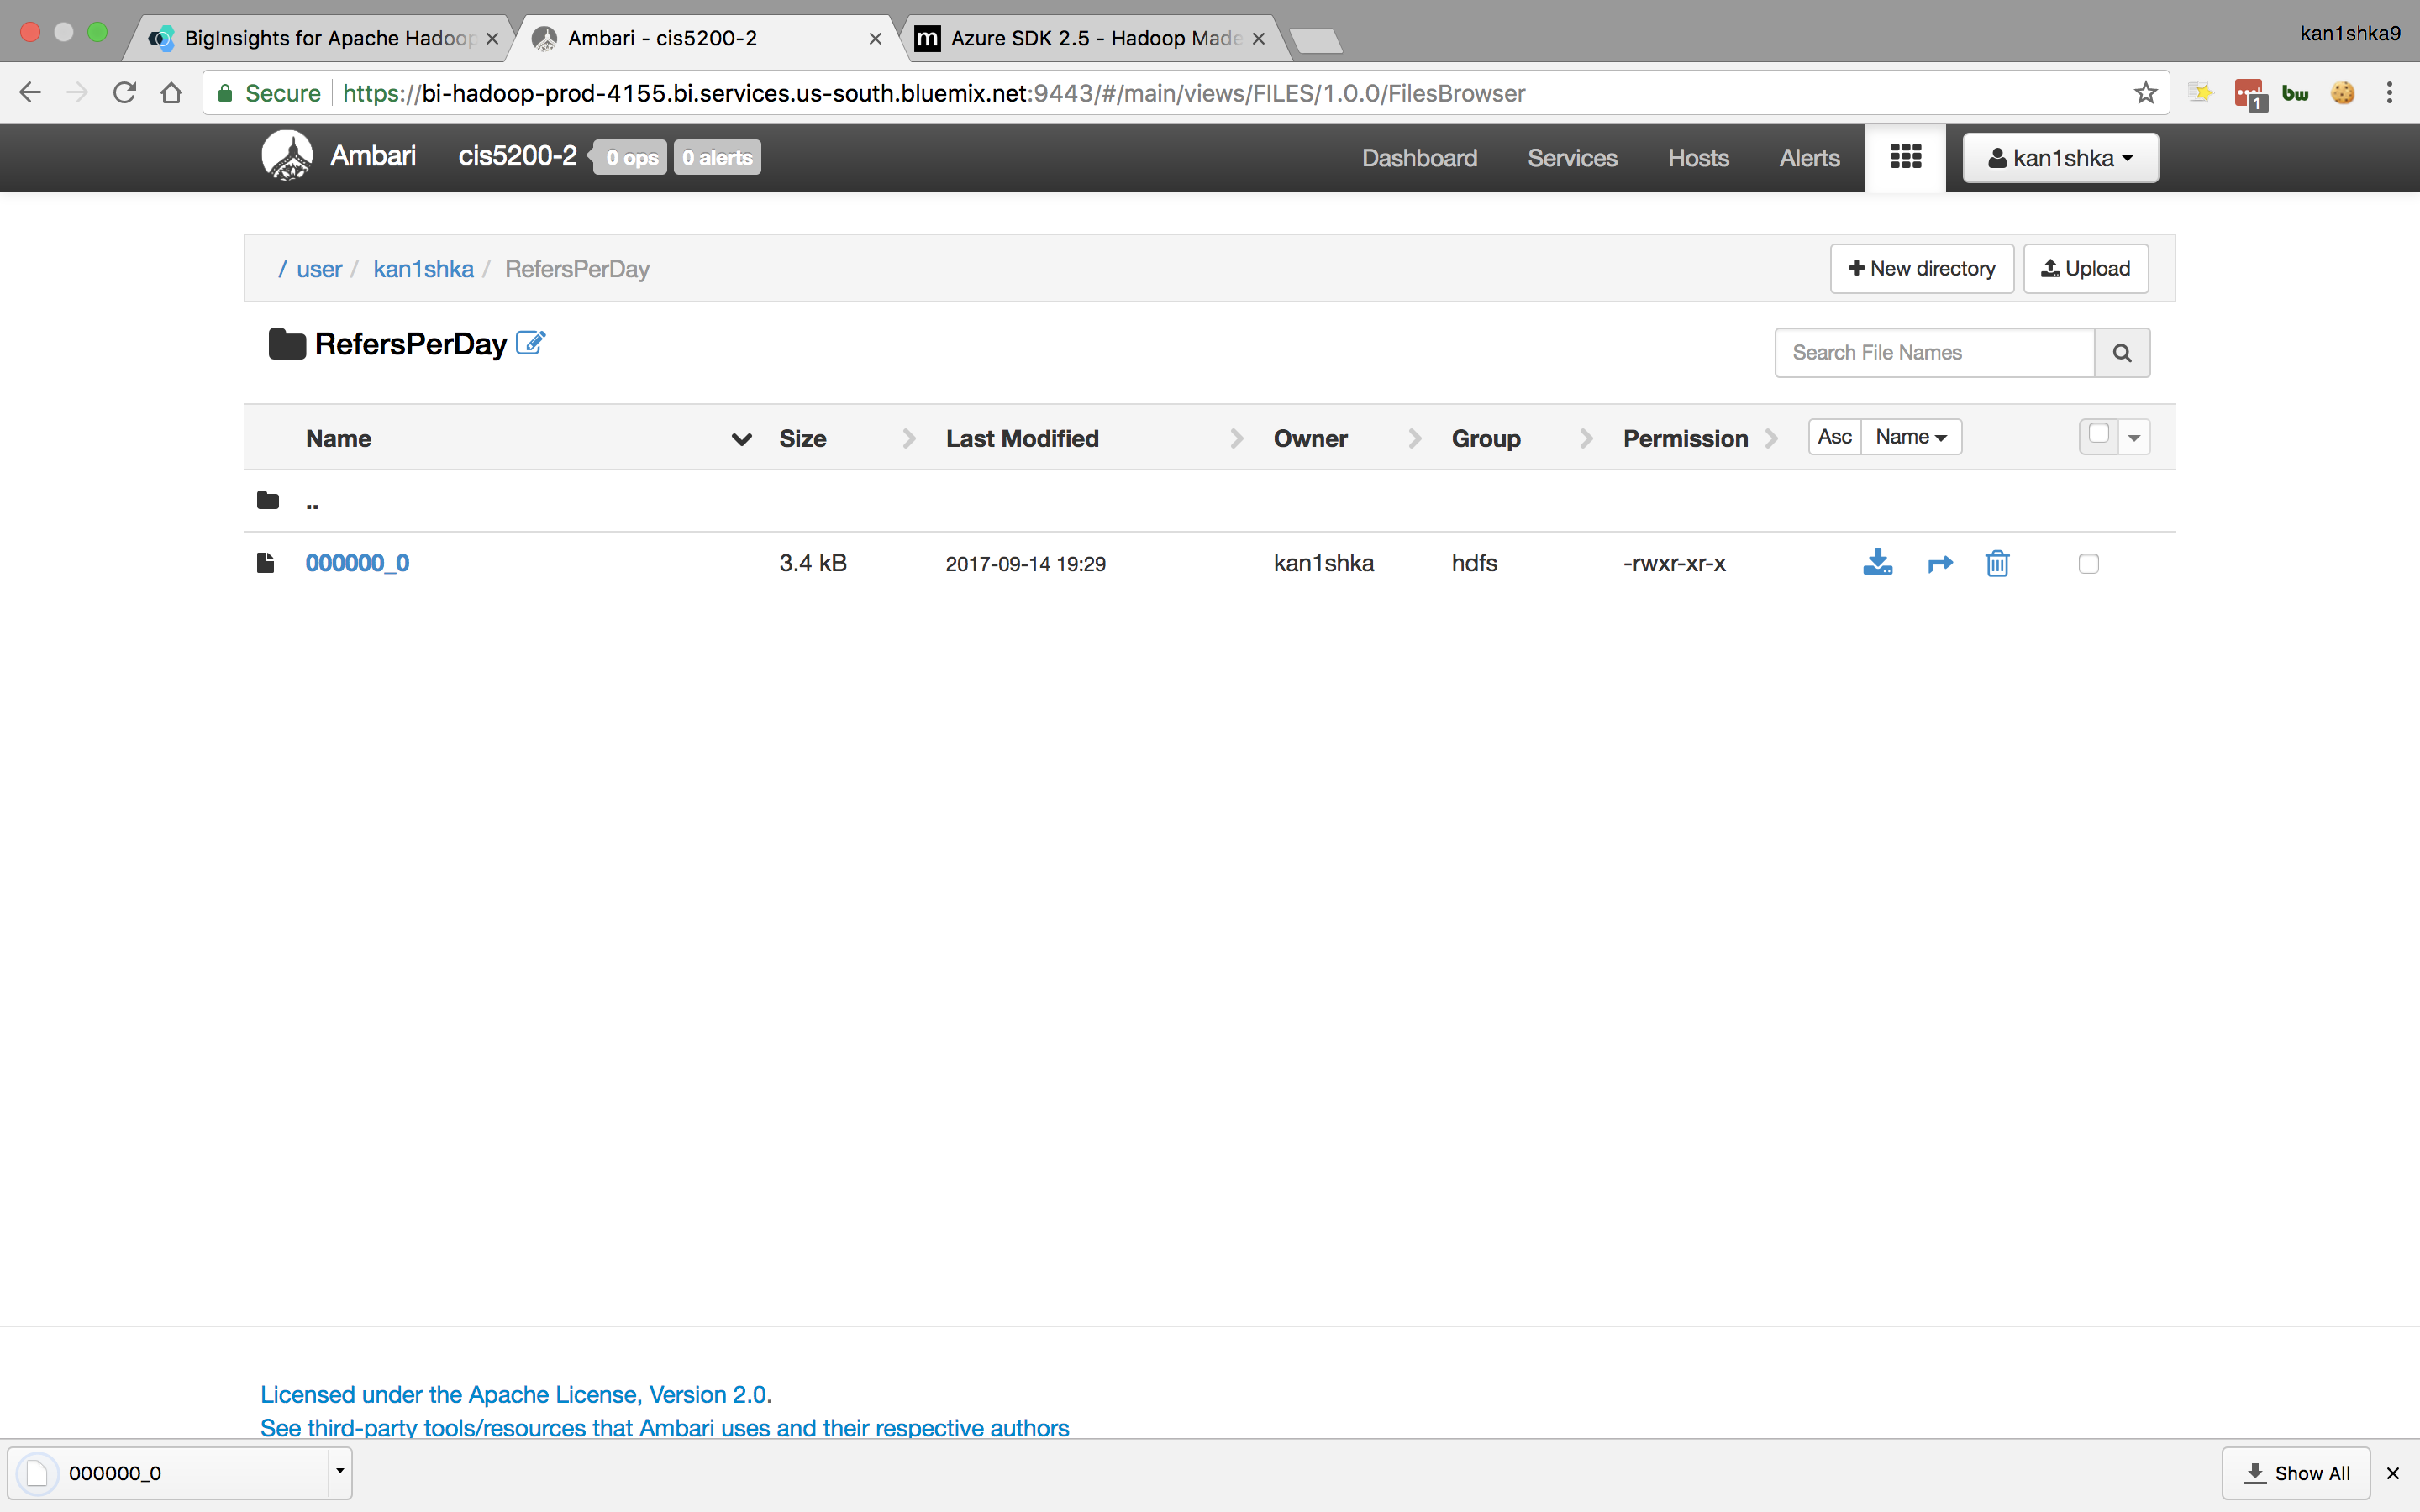 BigInsights for Apache Hadoop
Ambari - cis5200-2
m Azure SDK 2.5 - Hadoop Made
kan1shka9
Secure https://bi-hadoop-prod-4155.bi.services.us-south.bluemix.net:9443/#/main/views/FILES/1.0.0/FilesBrowser
1 bw
Ambari cis5200-2 0 ops 0 alerts Dashboard Services Hosts Alerts kan1shka
/ user / kan1shka / RefersPerDay New directory Upload
RefersPerDay
Search File Names
Name Size Last Modified Owner Group Permission Asc Name
..
000000_0 3.4 kB 2017-09-14 19:29 kan1shka hdfs -rwxr-xr-x
Licensed under the Apache License, Version 2.0.
See third-party tools/resources that Ambari uses and their respective authors
000000_0 Show All